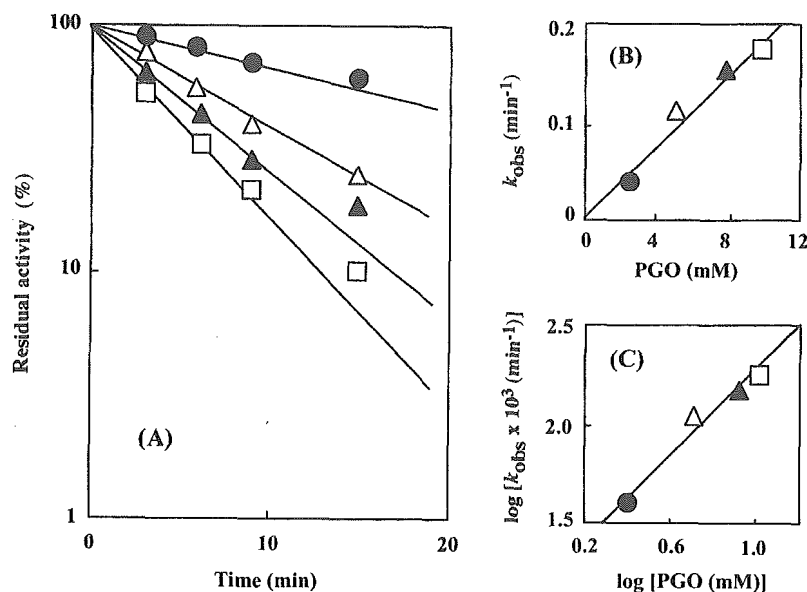 100
10
1
0
10
20
Residual activity (%)
Time (min)
(A)
0.2
0.1
0
0
4
8
12
k_obs (min⁻¹)
PGO (mM)
(B)
2.5
2.0
1.5
0.2
0.6
1.0
log [k_obs x 10³ (min⁻¹)]
log [PGO (mM)]
(C)